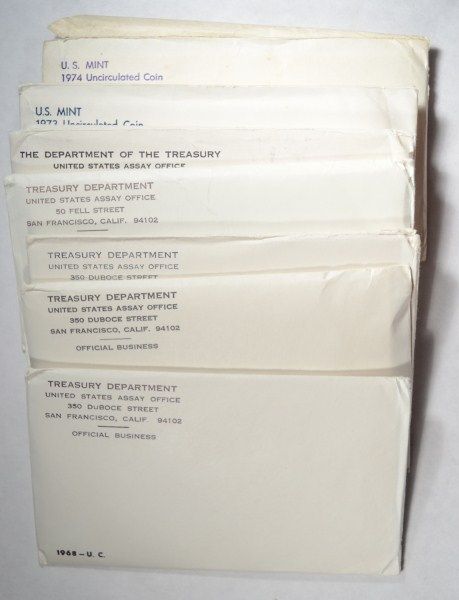 U.S. MINT
1974 Uncirculated Coin
U.S. MINT
1973 Uncirculated Coin
THE DEPARTMENT OF THE TREASURY
UNITED STATES ASSAY OFFICE
TREASURY DEPARTMENT
UNITED STATES ASSAY OFFICE
50 FELL STREET
SAN FRANCISCO, CALIF. 94102
TREASURY DEPARTMENT
UNITED STATES ASSAY OFFICE
350 DUBOCE STREET
TREASURY DEPARTMENT
UNITED STATES ASSAY OFFICE
350 DUBOCE STREET
SAN FRANCISCO, CALIF. 94102
OFFICIAL BUSINESS
TREASURY DEPARTMENT
UNITED STATES ASSAY OFFICE
350 DUBOCE STREET
SAN FRANCISCO, CALIF. 94102
OFFICIAL BUSINESS
1968 – U. C.